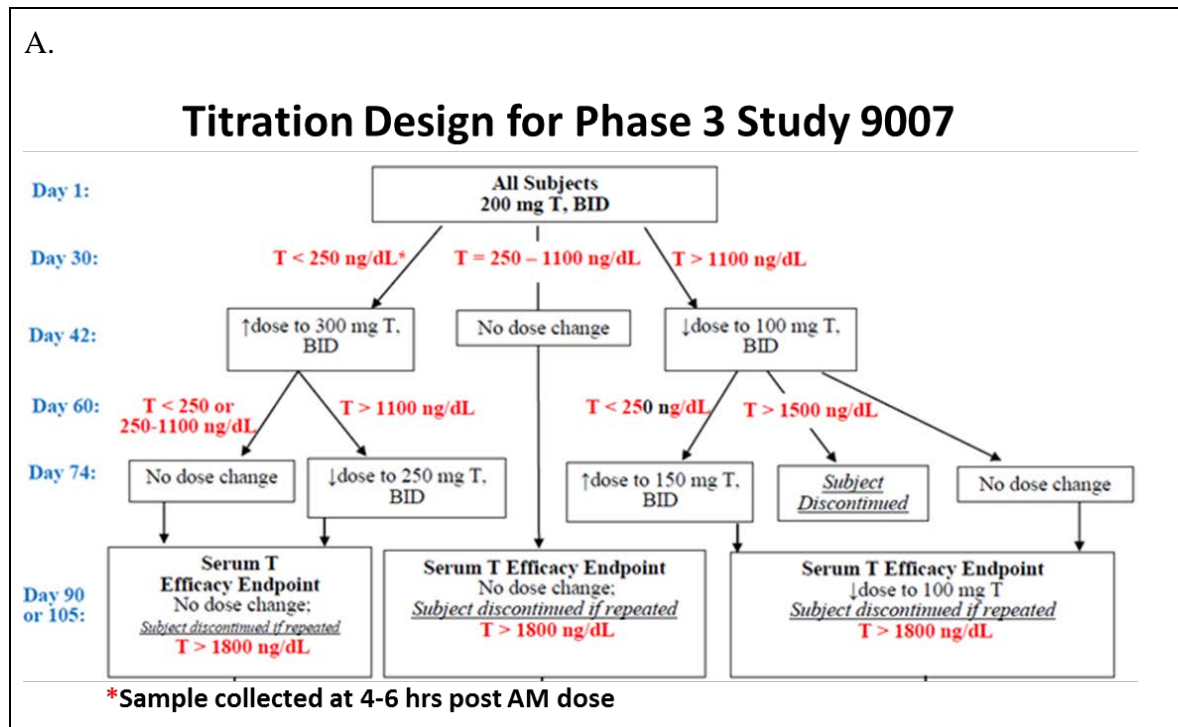 A.
Titration Design for Phase 3 Study 9007
Day 1:
All Subjects
200 mg T, BID
Day 30:
T < 250 ng/dL*
T = 250 – 1100 ng/dL
T > 1100 ng/dL
Day 42:
↑dose to 300 mg T,
BID
No dose change
↓dose to 100 mg T,
BID
Day 60:
T < 250 or
250-1100 ng/dL
T > 1100 ng/dL
T < 250 ng/dL
T > 1500 ng/dL
Day 74:
No dose change
↓dose to 250 mg T,
BID
↑dose to 150 mg T,
BID
Subject
Discontinued
No dose change
Day 90
or 105:
Serum T
Efficacy Endpoint
No dose change;
Subject discontinued if repeated
T > 1800 ng/dL
Serum T Efficacy Endpoint
No dose change;
Subject discontinued if repeated
T > 1800 ng/dL
Serum T Efficacy Endpoint
↓dose to 100 mg T
Subject discontinued if repeated
T > 1800 ng/dL
*Sample collected at 4-6 hrs post AM dose